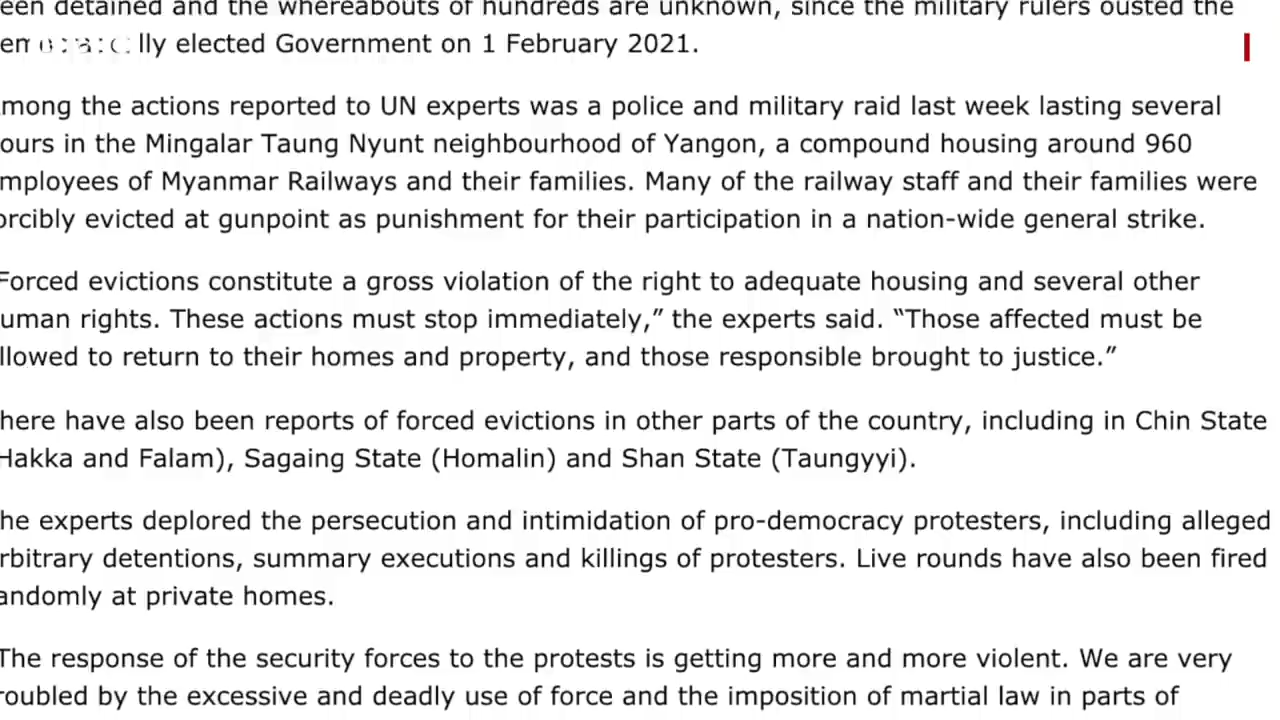 een detained and the whereabouts of hundreds are unknown, since the military rulers ousted the
lly elected Government on 1 February 2021.
mong the actions reported to UN experts was a police and military raid last week lasting several
ours in the Mingalar Taung Nyunt neighbourhood of Yangon, a compound housing around 960
mployees of Myanmar Railways and their families. Many of the railway staff and their families were
orcibly evicted at gunpoint as punishment for their participation in a nation-wide general strike.
Forced evictions constitute a gross violation of the right to adequate housing and several other
uman rights. These actions must stop immediately,” the experts said. “Those affected must be
llowed to return to their homes and property, and those responsible brought to justice.”
here have also been reports of forced evictions in other parts of the country, including in Chin State
Hakka and Falam), Sagaing State (Homalin) and Shan State (Taungyyi).
he experts deplored the persecution and intimidation of pro-democracy protesters, including alleged
rbitrary detentions, summary executions and killings of protesters. Live rounds have also been fired
andomly at private homes.
The response of the security forces to the protests is getting more and more violent. We are very
roubled by the excessive and deadly use of force and the imposition of martial law in parts of